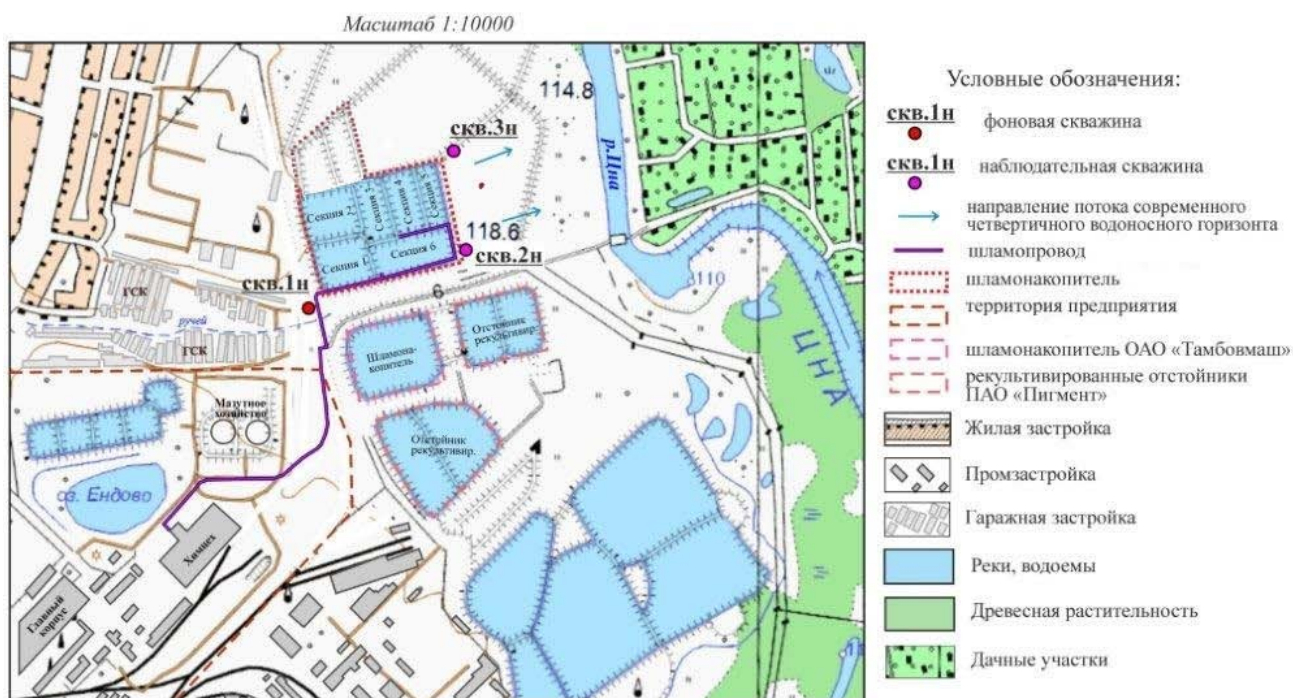 Масштаб 1:10000
114.8
скв.3н
р.Цна
Секция 2
Секция 3
Секция 4
Секция 5
118.6
Секция 1
Секция 6
скв.2н
скв.1н
110
ГСК
ручей
6
ГСК
Шламона-
копитель
Отстойник
рекультивир.
ЦНА
Мазутное
хозяйство
Отстойник
рекультивир.
оз. Ендово
Химцех
Главный
корпус
11
Условные обозначения:
скв.1н
фоновая скважина
скв.1н
наблюдательная скважина
направление потока современного
четвертичного водоносного горизонта
шламопровод
шламонакопитель
территория предприятия
шламонакопитель ОАО «Тамбовмаш»
рекультивированные отстойники
ПАО «Пигмент»
Жилая застройка
Промзастройка
Гаражная застройка
Реки, водоемы
Древесная растительность
Дачные участки